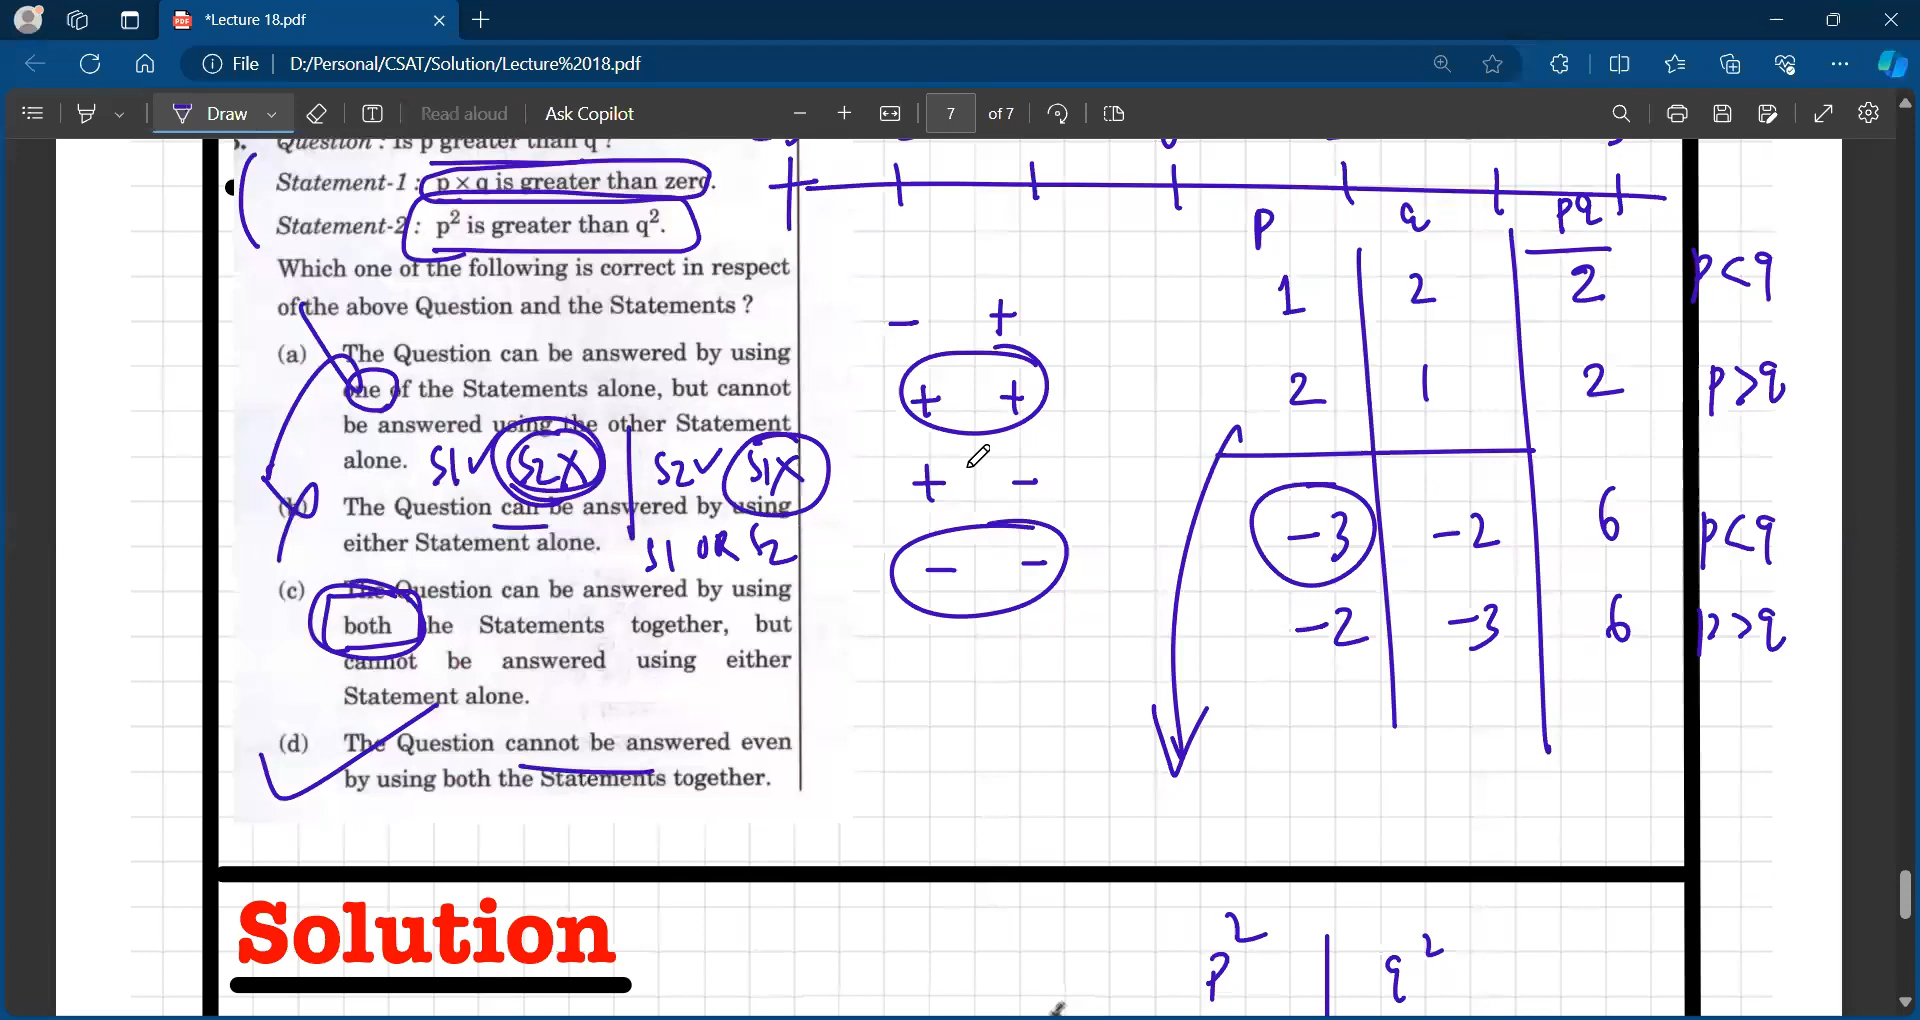 *Lecture 18.pdf
File
D:/Personal/CSAT/Solution/Lecture%2018.pdf
Draw
Read aloud
Ask Copilot
7 of 7
Question : Is p greater than q ?
Statement-1 : p × q is greater than zero.
Statement-2 : p² is greater than q².
Which one of the following is correct in respect
of the above Question and the Statements ?
(a) The Question can be answered by using
one of the Statements alone, but cannot
be answered using the other Statement
alone.
S1✓ S2X | S2✓ S1X
(b) The Question can be answered by using
either Statement alone.
S1 OR S2
(c) The Question can be answered by using
both the Statements together, but
cannot be answered using either
Statement alone.
(d) The Question cannot be answered even
by using both the Statements together.
- +
+ +
+ -
- -
p q pq
1 2 2 p<q
2 1 2 p>q
-3 -2 6 p<q
-2 -3 6 p>q
Solution
p² q²